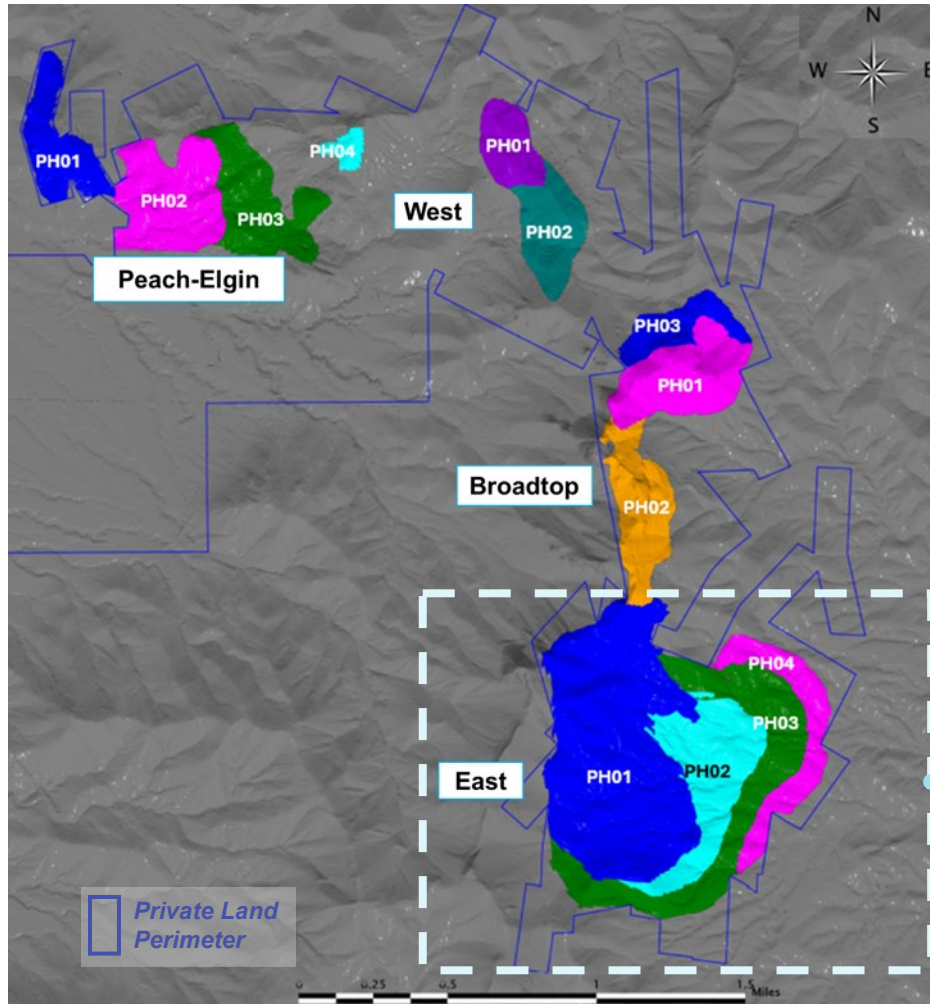 N
W E
S
PH01
PH02
PH03
PH04
Peach-Elgin
West
PH01
PH02
PH03
PH01
Broadtop
PH02
East
PH01
PH02
PH03
PH04
Private Land
Perimeter
0 0.25 0.5 1 1.5
Miles